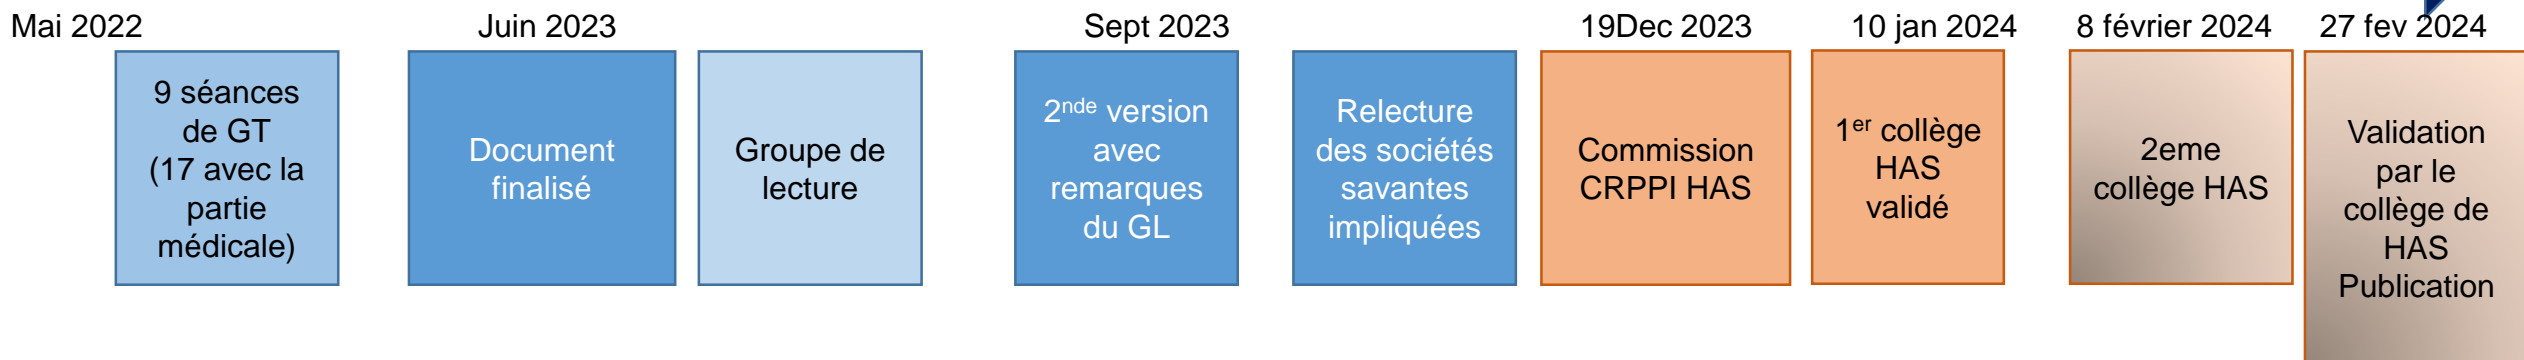 Mai 2022
Juin 2023
Sept 2023
19Dec 2023
10 jan 2024
8 février 2024
27 fev 2024
9 séances
de GT
(17 avec la
partie
médicale)
Document
finalisé
Groupe de
lecture
2nde version
avec
remarques
du GL
Relecture
des sociétés
savantes
impliquées
Commission
CRPPI HAS
1er collège
HAS
validé
2eme
collège HAS
Validation
par le
collège de
HAS
Publication